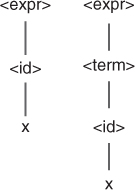 <expr> <expr>
<id> <term>
x <id>
x